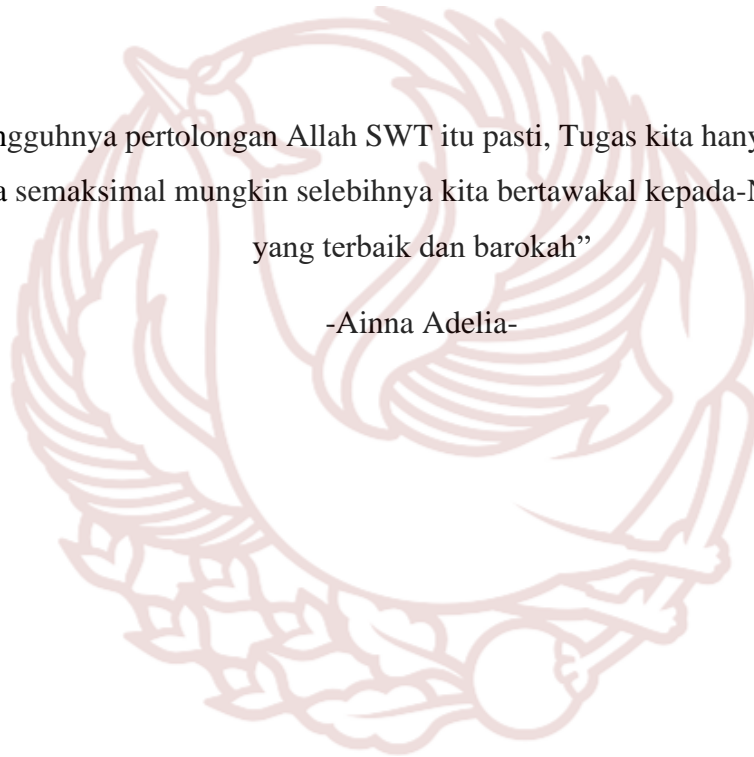 ngguhnya pertolongan Allah SWT itu pasti, Tugas kita hany
a semaksimal mungkin selebihnya kita bertawakal kepada-N
yang terbaik dan barokah”
-Ainna Adelia-